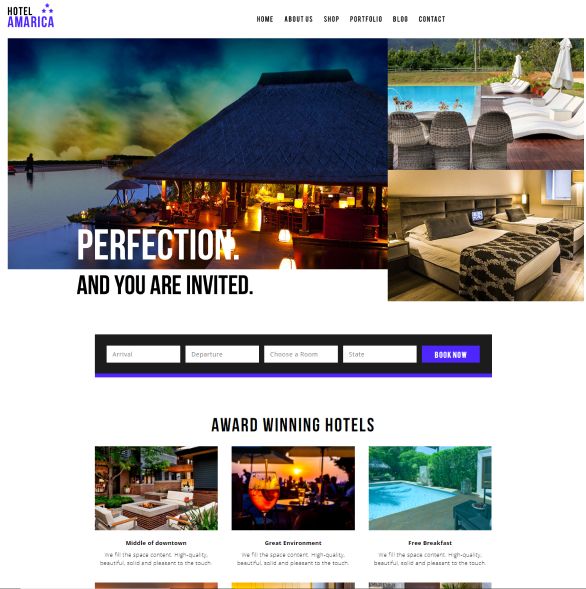 HOTEL
AMARICA
HOME ABOUT US SHOP PORTFOLIO BLOG CONTACT
PERFECTION.
AND YOU ARE INVITED.
Arrival Departure Choose a Room State BOOK NOW
AWARD WINNING HOTELS
Middle of downtown Great Environment Free Breakfast
We fill the space content. High-quality, We fill the space content. High-quality, We fill the space content. High-quality,
beautiful, solid and pleasant to the touch. beautiful, solid and pleasant to the touch. beautiful, solid and pleasant to the touch.